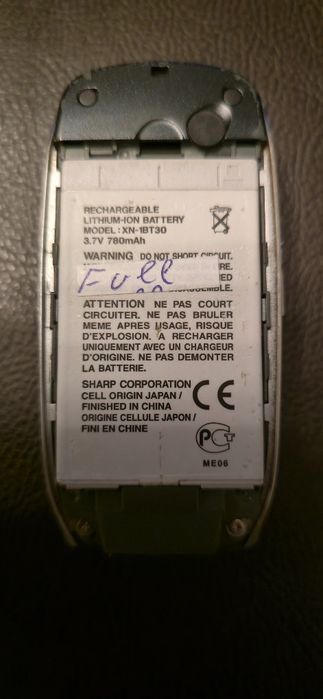 RECHARGEABLE
LITHIUM-ION BATTERY
MODEL: XN-1BT30
3.7V 780mAh
WARNING DO NOT SHORT CIRCUIT.
Full
ATTENTION NE PAS COURT
CIRCUITER. NE PAS BRULER
MEME APRES USAGE, RISQUE
D'EXPLOSION. A RECHARGER
UNIQUEMENT AVEC UN CHARGEUR
D'ORIGINE. NE PAS DEMONTER
LA BATTERIE.
SHARP CORPORATION
CELL ORIGIN JAPAN /
FINISHED IN CHINA
ORIGINE CELLULE JAPON /
FINI EN CHINE
CE
PCT
ME06